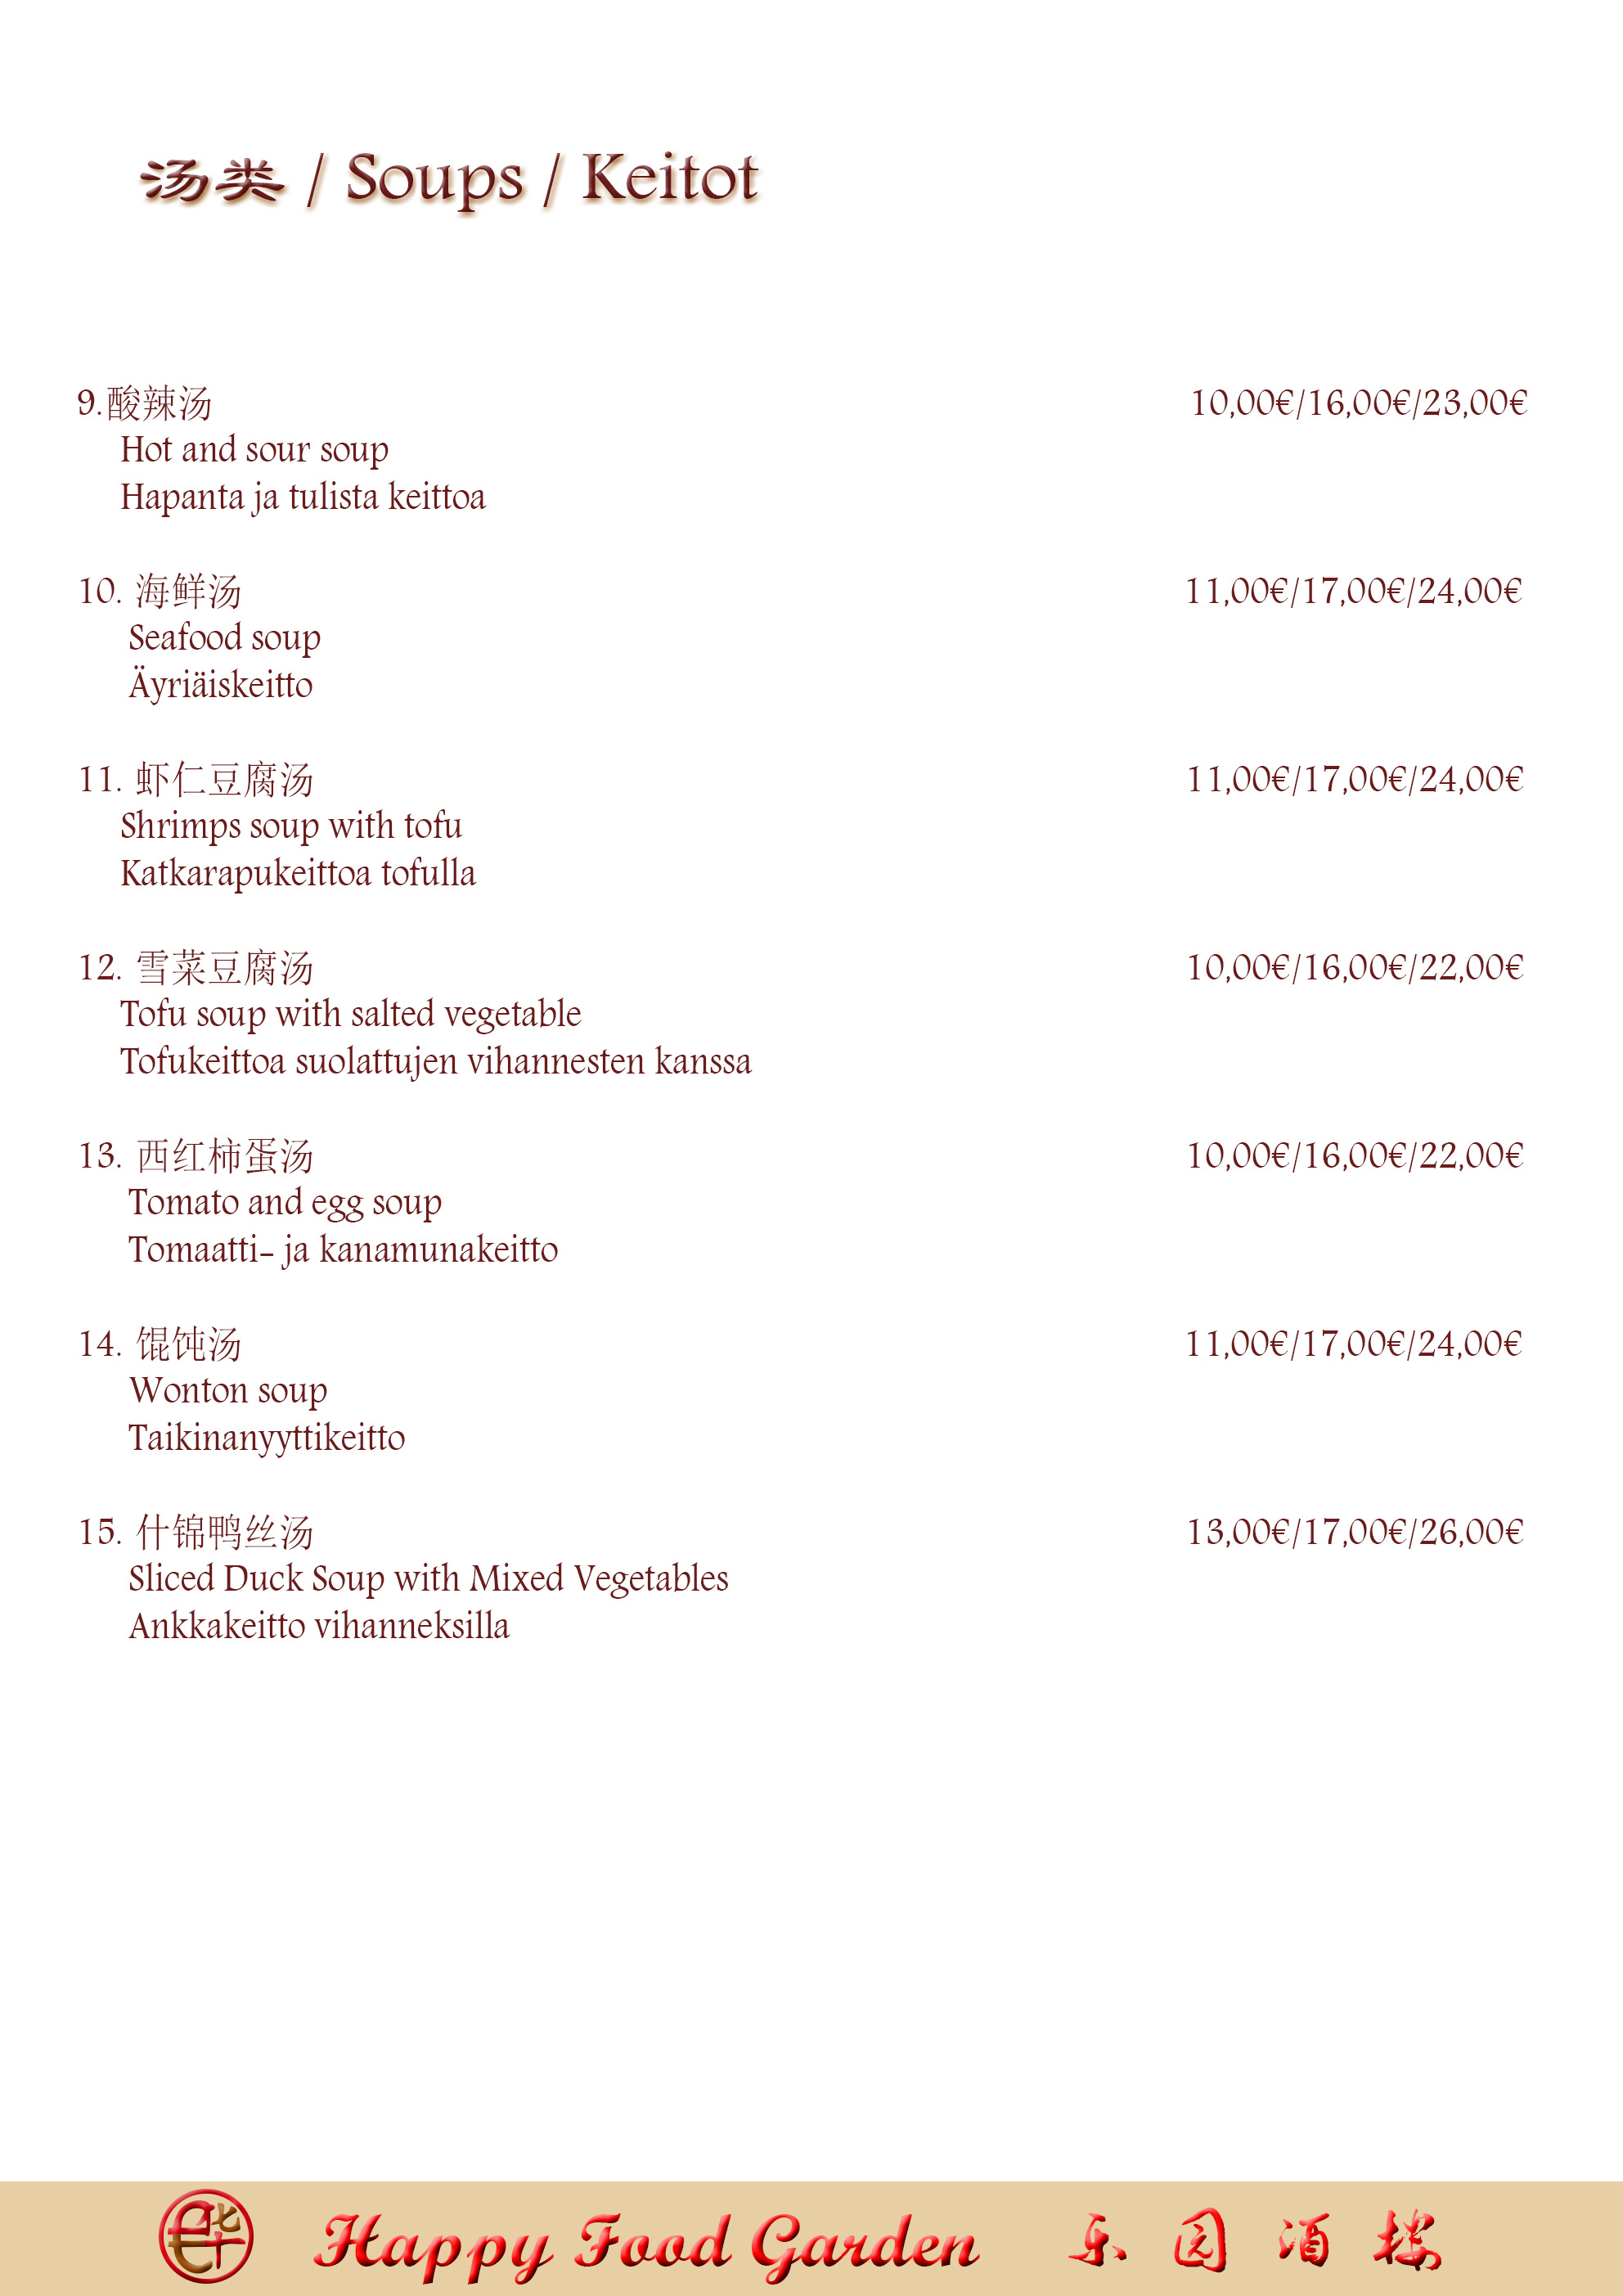 汤类 / Soups / Keitot
9.酸辣汤 10,00€/16,00€/23,00€
Hot and sour soup
Hapanta ja tulista keittoa
10. 海鲜汤 11,00€/17,00€/24,00€
Seafood soup
Äyriäiskeitto
11. 虾仁豆腐汤 11,00€/17,00€/24,00€
Shrimps soup with tofu
Katkarapukeittoa tofulla
12. 雪菜豆腐汤 10,00€/16,00€/22,00€
Tofu soup with salted vegetable
Tofukeittoa suolattujen vihannesten kanssa
13. 西红柿蛋汤 10,00€/16,00€/22,00€
Tomato and egg soup
Tomaatti- ja kanamunakeitto
14. 馄饨汤 11,00€/17,00€/24,00€
Wonton soup
Taikinanyyttikeitto
15. 什锦鸭丝汤 13,00€/17,00€/26,00€
Sliced Duck Soup with Mixed Vegetables
Ankkakeitto vihanneksilla
Happy Food Garden 乐园酒楼